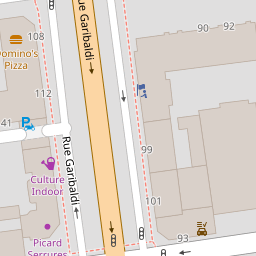 90
92
108
Domino's
Pizza
Rue Garibaldi
112
41
P
Rue Garibaldi
99
Culture
Indoor
101
93
Picard
Serrures